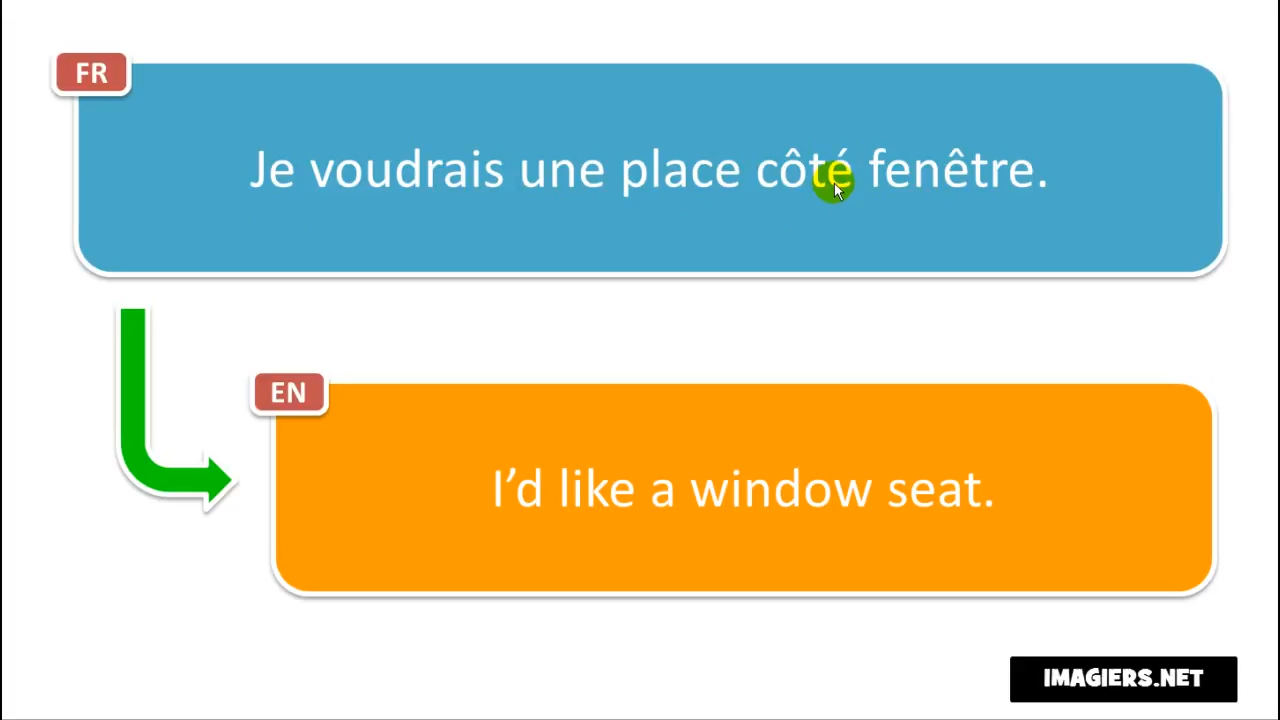 FR
Je voudrais une place côté fenêtre.
EN
I’d like a window seat.
IMAGIERS.NET